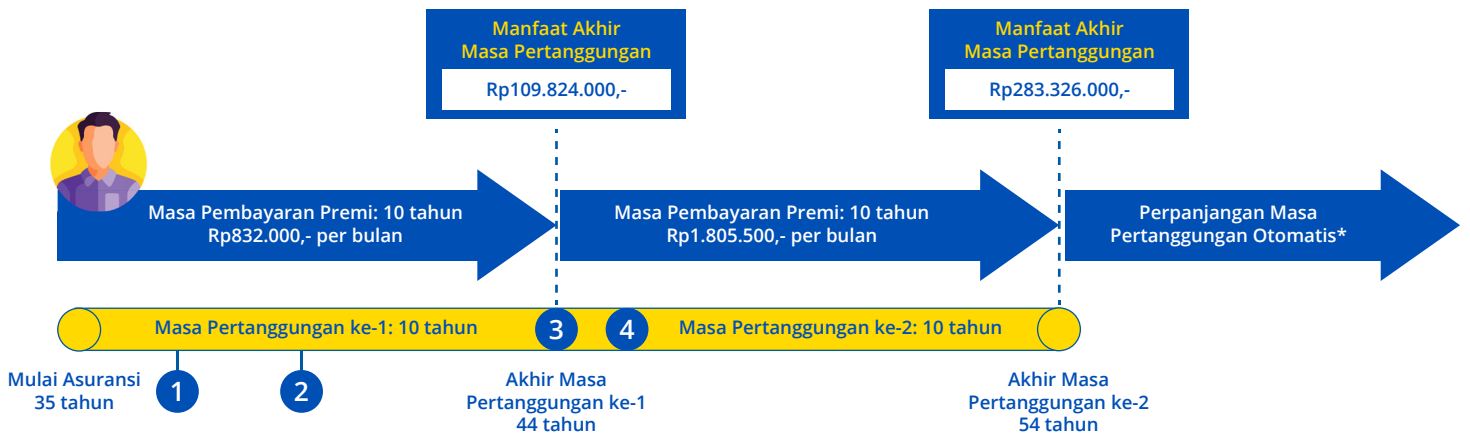 Manfaat Akhir
Masa Pertanggungan
Rp109.824.000,-
Manfaat Akhir
Masa Pertanggungan
Rp283.326.000,-
Masa Pembayaran Premi: 10 tahun
Rp832.000,- per bulan
Masa Pembayaran Premi: 10 tahun
Rp1.805.500,- per bulan
Perpanjangan Masa
Pertanggungan Otomatis*
Masa Pertanggungan ke-1: 10 tahun
3
4
Masa Pertanggungan ke-2: 10 tahun
Mulai Asuransi
35 tahun
1
2
Akhir Masa
Pertanggungan ke-1
44 tahun
Akhir Masa
Pertanggungan ke-2
54 tahun